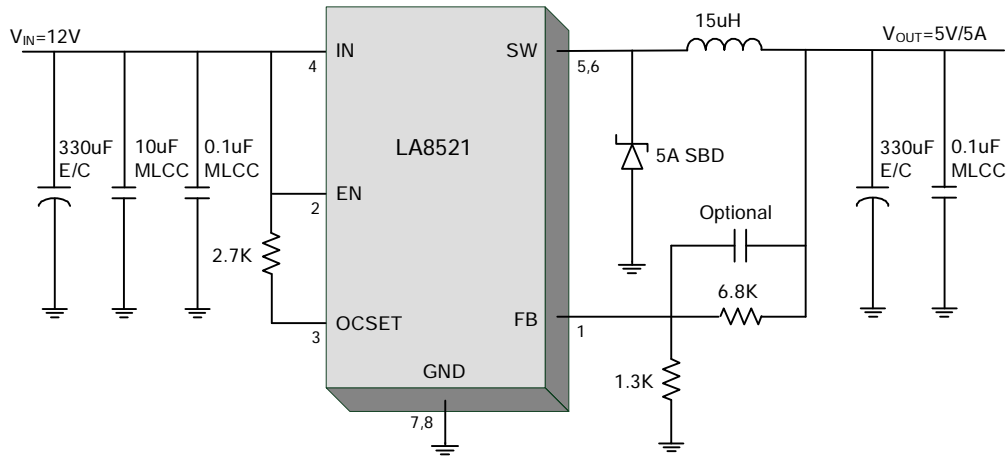 V_IN=12V
15uH
V_OUT=5V/5A
4
IN
SW
5,6
LA8521
330uF
E/C
10uF
MLCC
0.1uF
MLCC
5A SBD
330uF
E/C
0.1uF
MLCC
EN
2
Optional
2.7K
6.8K
OCSET
3
FB
1
GND
1.3K
7,8